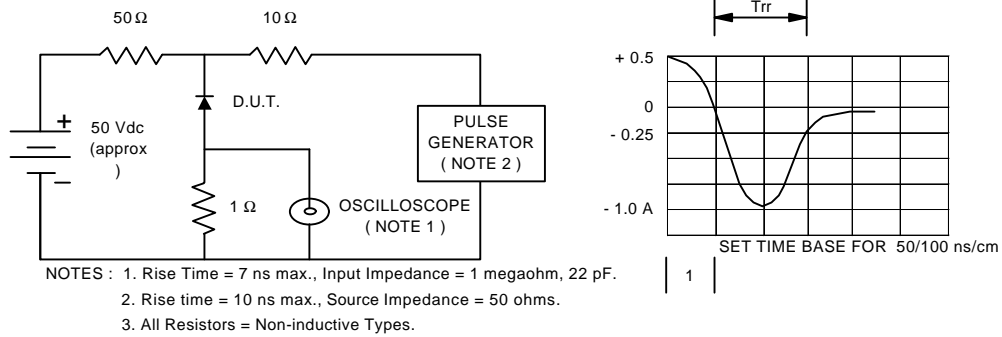 50 Ω
10 Ω
Trr
+ 0.5
D.U.T.
+
50 Vdc
(approx
)
−
PULSE
GENERATOR
( NOTE 2 )
0
- 0.25
1 Ω
OSCILLOSCOPE
( NOTE 1 )
- 1.0 A
SET TIME BASE FOR 50/100 ns/cm
1
NOTES : 1. Rise Time = 7 ns max., Input Impedance = 1 megaohm, 22 pF.
2. Rise time = 10 ns max., Source Impedance = 50 ohms.
3. All Resistors = Non-inductive Types.